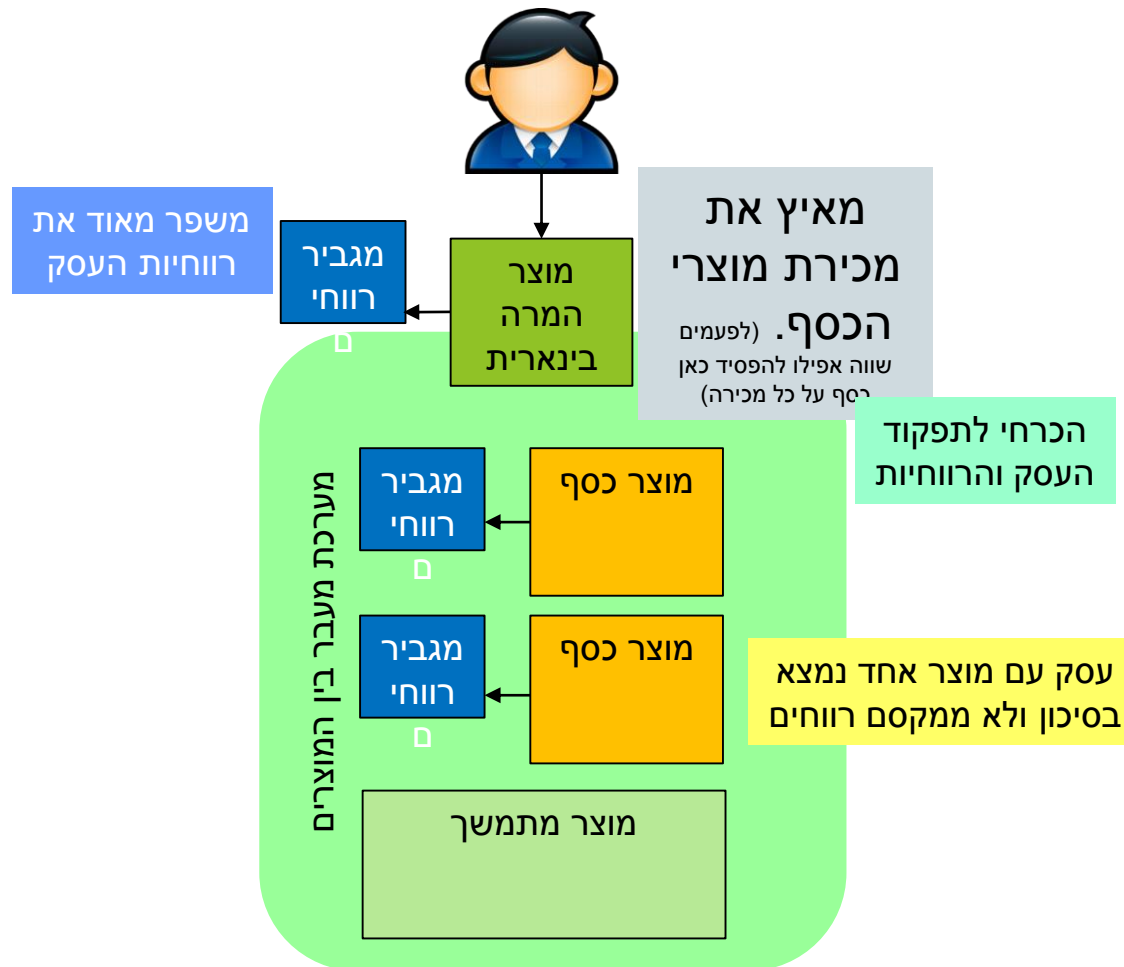 משפר מאוד את
רווחיות העסק
מגביר
רווחי
ם
מוצר
המרה
בינארית
מאיץ את
מכירת מוצרי
הכסף. (לפעמים
שווה אפילו להפסיד כאן
כסף על כל מכירה)
הכרחי לתפקוד
העסק והרווחיות
מערכת מעבר בין המוצרים
מוצר כסף
מגביר
רווחי
ם
מוצר כסף
מגביר
רווחי
ם
עסק עם מוצר אחד נמצא
בסיכון ולא ממקסם רווחים
מוצר מתמשך